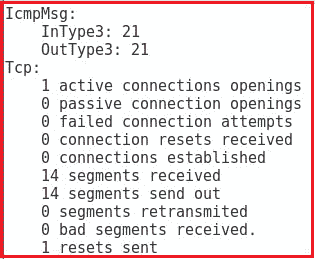 IcmpMsg:
InType3: 21
OutType3: 21
Tcp:
1 active connections openings
0 passive connection openings
0 failed connection attempts
0 connection resets received
0 connections established
14 segments received
14 segments send out
0 segments retransmited
0 bad segments received.
1 resets sent